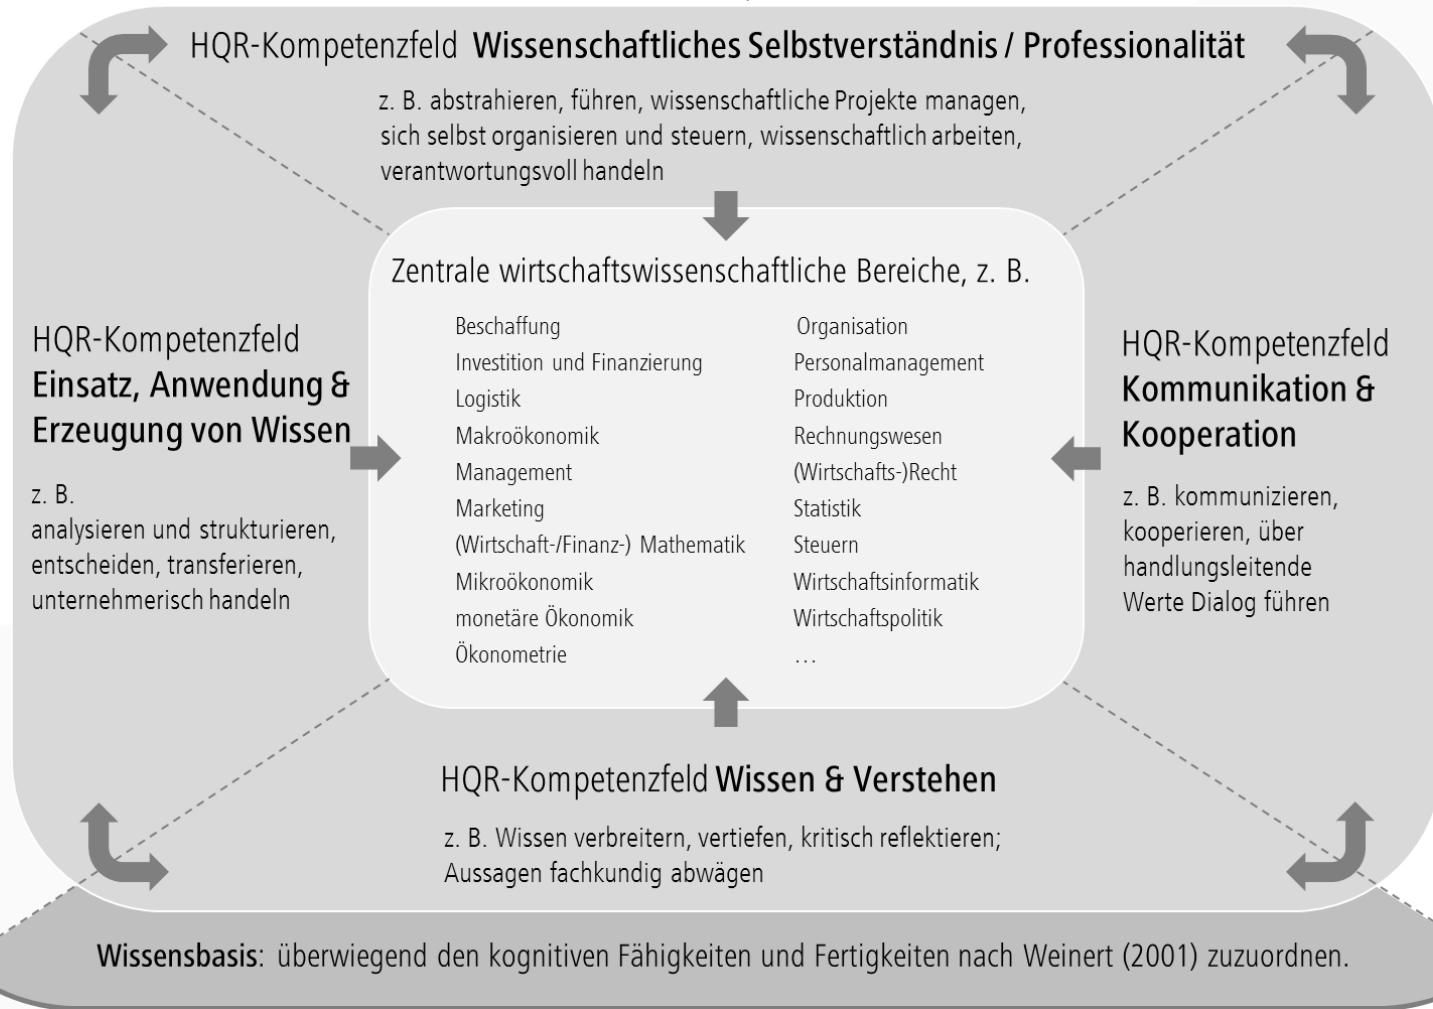 HQR-Kompetenzfeld Wissenschaftliches Selbstverständnis / Professionalität
z. B. abstrahieren, führen, wissenschaftliche Projekte managen,
sich selbst organisieren und steuern, wissenschaftlich arbeiten,
verantwortungsvoll handeln
HQR-Kompetenzfeld
Einsatz, Anwendung &
Erzeugung von Wissen
z. B.
analysieren und strukturieren,
entscheiden, transferieren,
unternehmerisch handeln
Zentrale wirtschaftswissenschaftliche Bereiche, z. B.
Beschaffung
Investition und Finanzierung
Logistik
Makroökonomik
Management
Marketing
(Wirtschaft-/Finanz-) Mathematik
Mikroökonomik
monetäre Ökonomik
Ökonometrie
Organisation
Personalmanagement
Produktion
Rechnungswesen
(Wirtschafts-)Recht
Statistik
Steuern
Wirtschaftsinformatik
Wirtschaftspolitik
…
HQR-Kompetenzfeld
Kommunikation &
Kooperation
z. B. kommunizieren,
kooperieren, über
handlungsleitende
Werte Dialog führen
HQR-Kompetenzfeld Wissen & Verstehen
z. B. Wissen verbreitern, vertiefen, kritisch reflektieren;
Aussagen fachkundig abwägen
Wissensbasis: überwiegend den kognitiven Fähigkeiten und Fertigkeiten nach Weinert (2001) zuzuordnen.